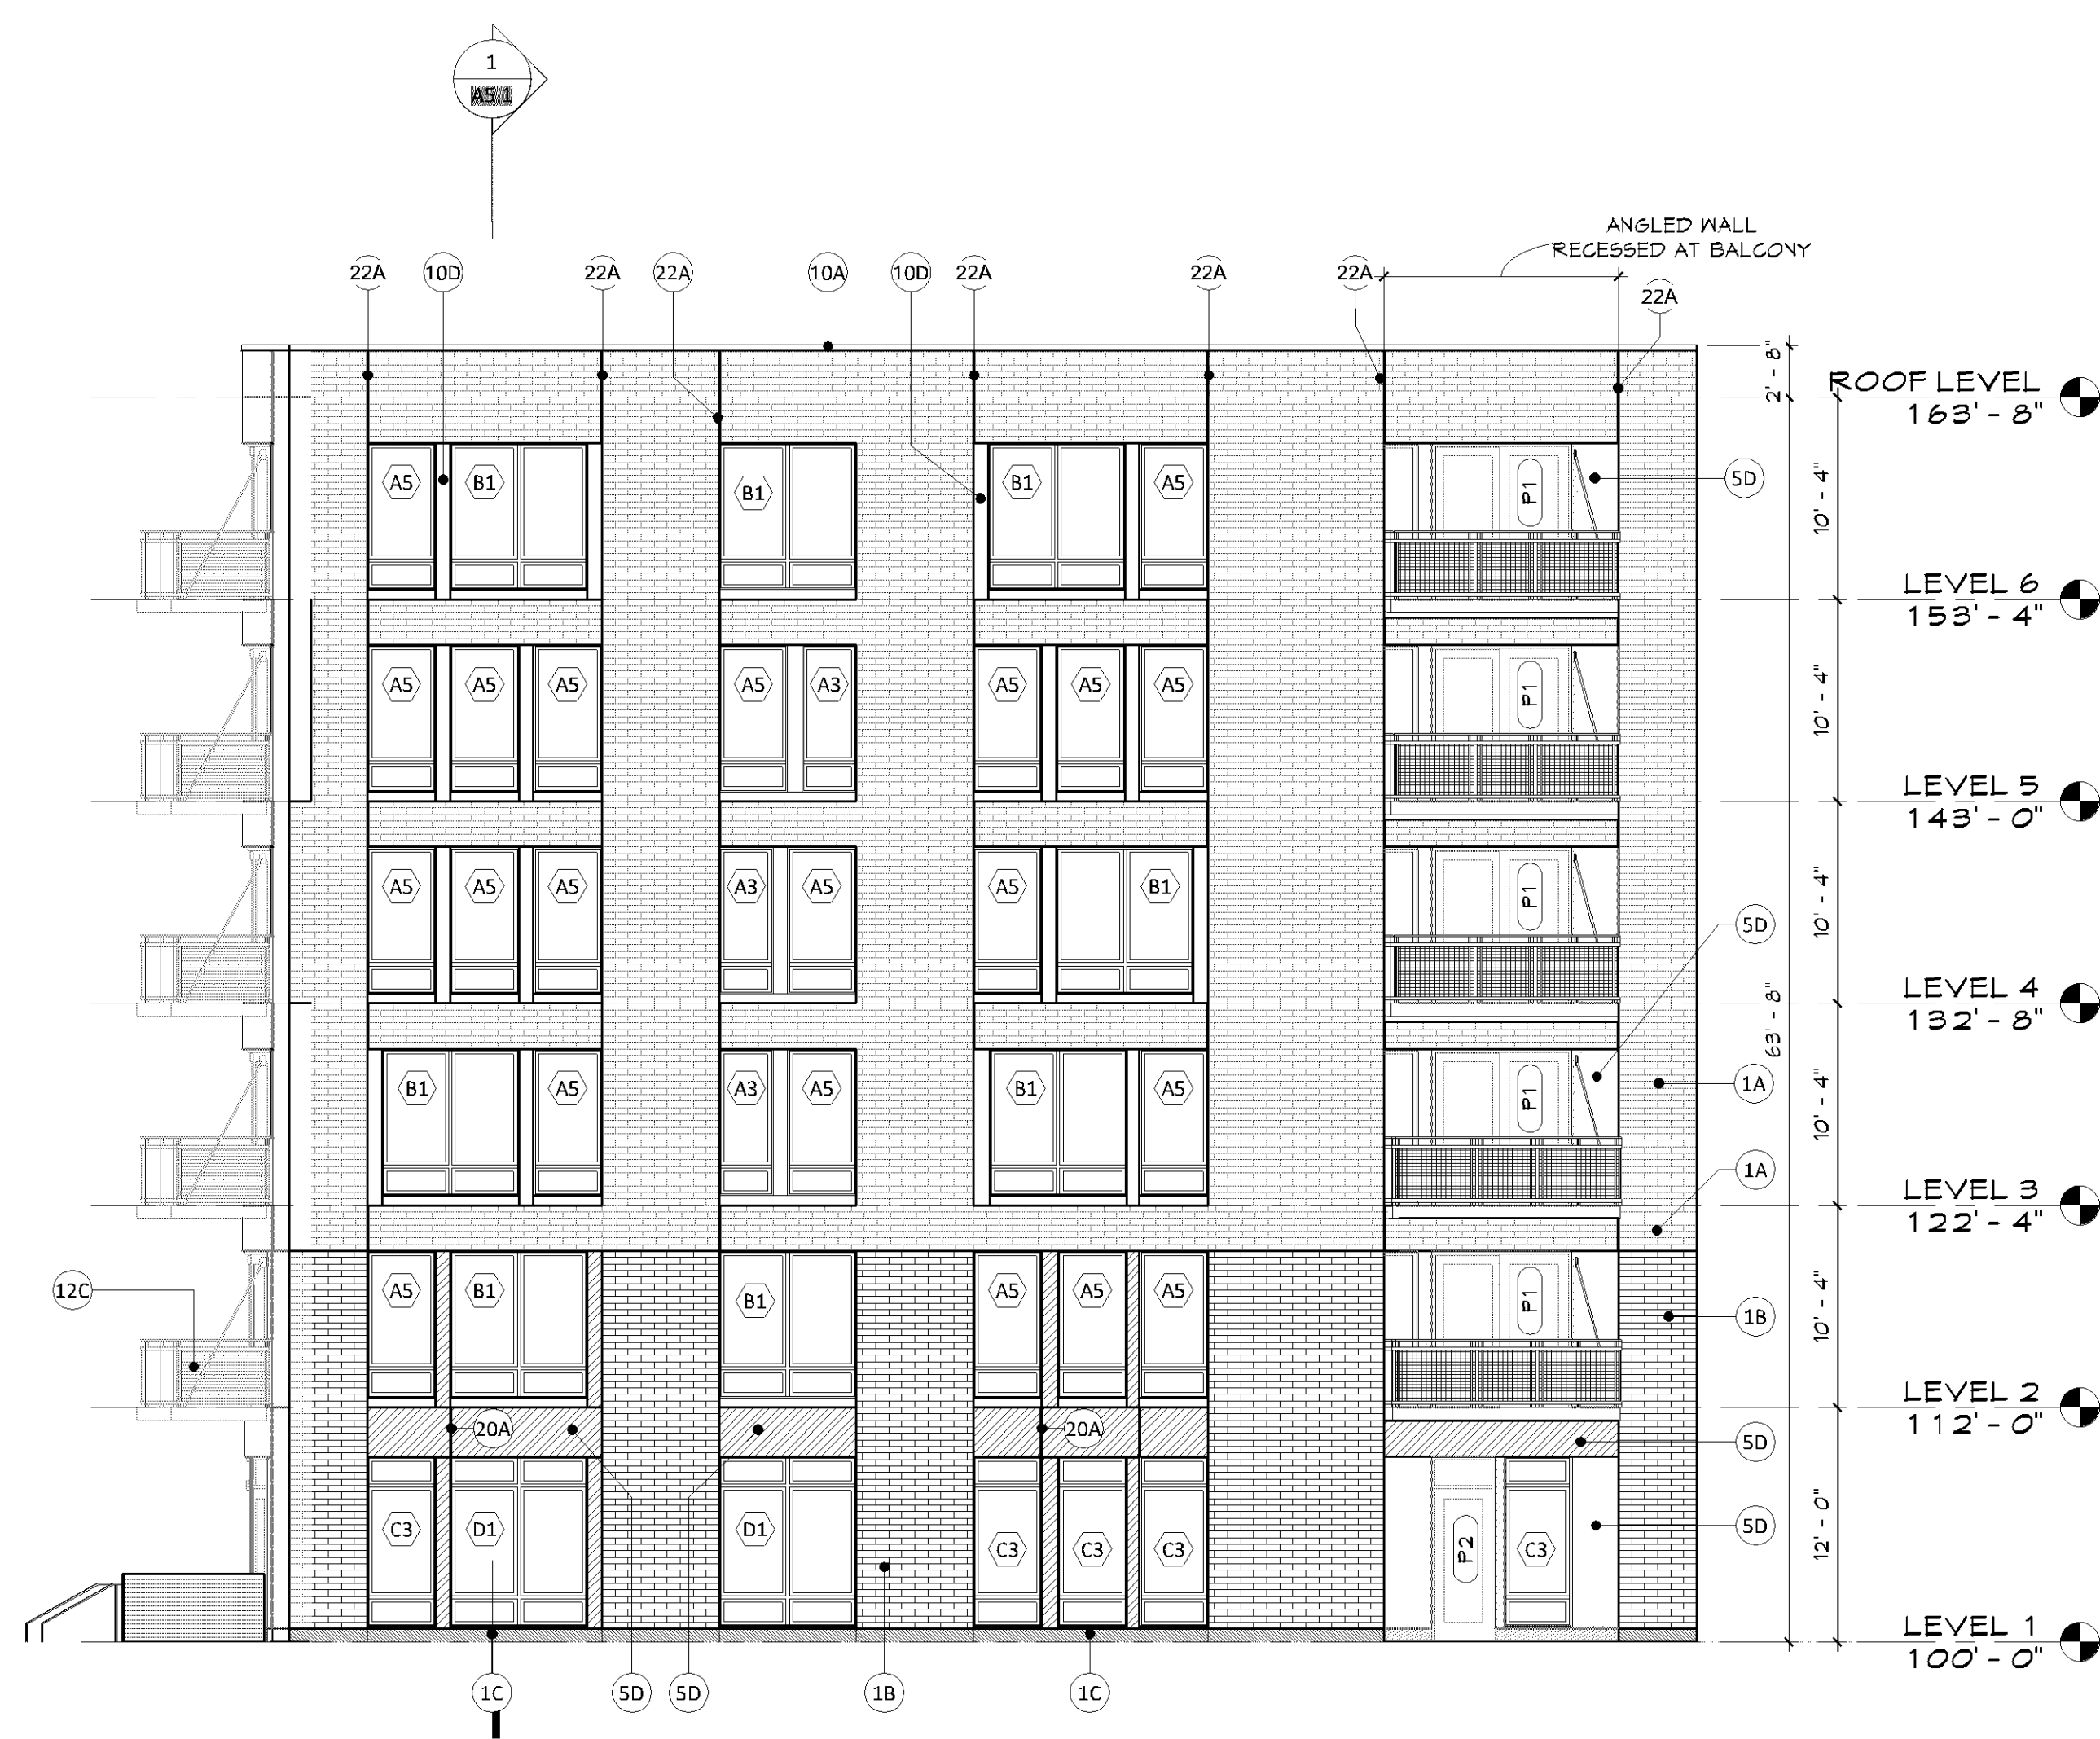 1
A5.1
ANGLED WALL
RECESSED AT BALCONY
22A 10D 22A 22A 10A 10D 22A 22A 22A
22A
2' - 8"
ROOF LEVEL
163' - 8"
A5 B1 B1 B1 A5 P1 5D
10' - 4"
LEVEL 6
153' - 4"
A5 A5 A5 A5 A3 A5 A5 A5 P1
10' - 4"
LEVEL 5
143' - 0"
A5 A5 A5 A3 A5 A5 B1 P1 5D
10' - 4"
LEVEL 4
132' - 8"
63' - 8"
B1 A5 A3 A5 B1 A5 P1 1A
10' - 4"
1A
LEVEL 3
122' - 4"
12C A5 B1 B1 A5 A5 A5 P1 1B
10' - 4"
LEVEL 2
112' - 0"
20A 20A 5D
C3 D1 D1 C3 C3 C3 P2 C3 5D
12' - 0"
LEVEL 1
100' - 0"
1C 5D 5D 1B 1C